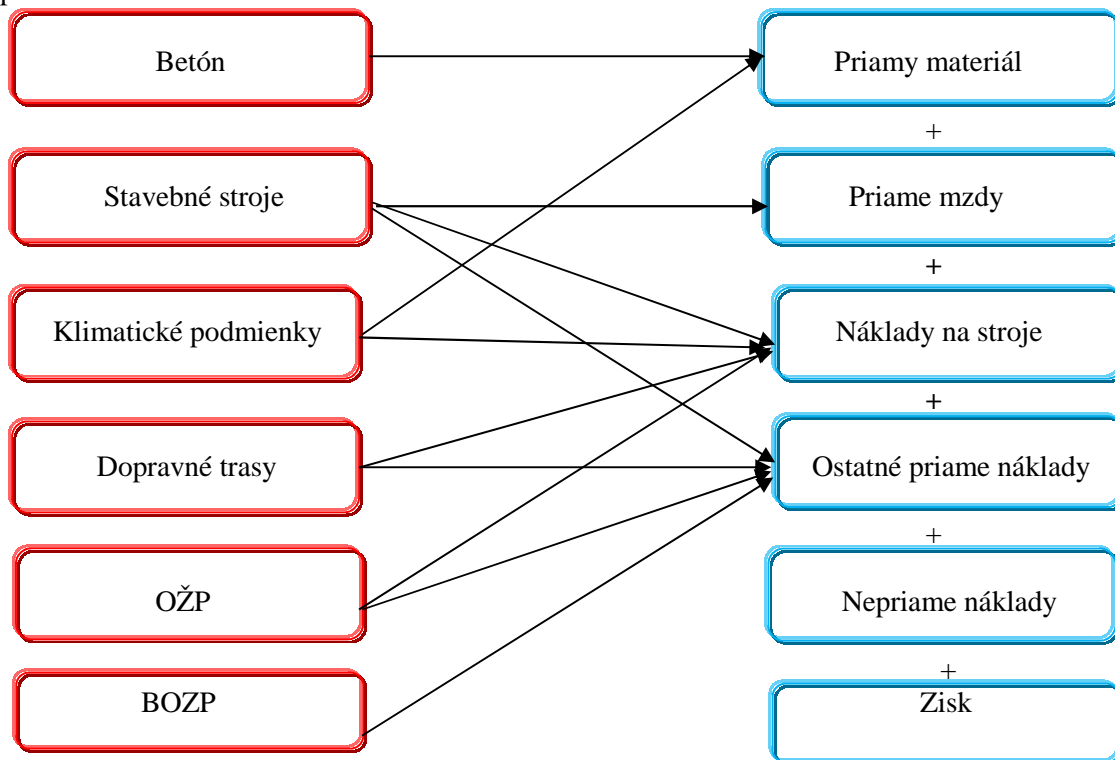 p
Betón
Priamy materiál
+
Stavebné stroje
Priame mzdy
+
Klimatické podmienky
Náklady na stroje
+
Dopravné trasy
Ostatné priame náklady
+
OŽP
Nepriame náklady
+
BOZP
Zisk